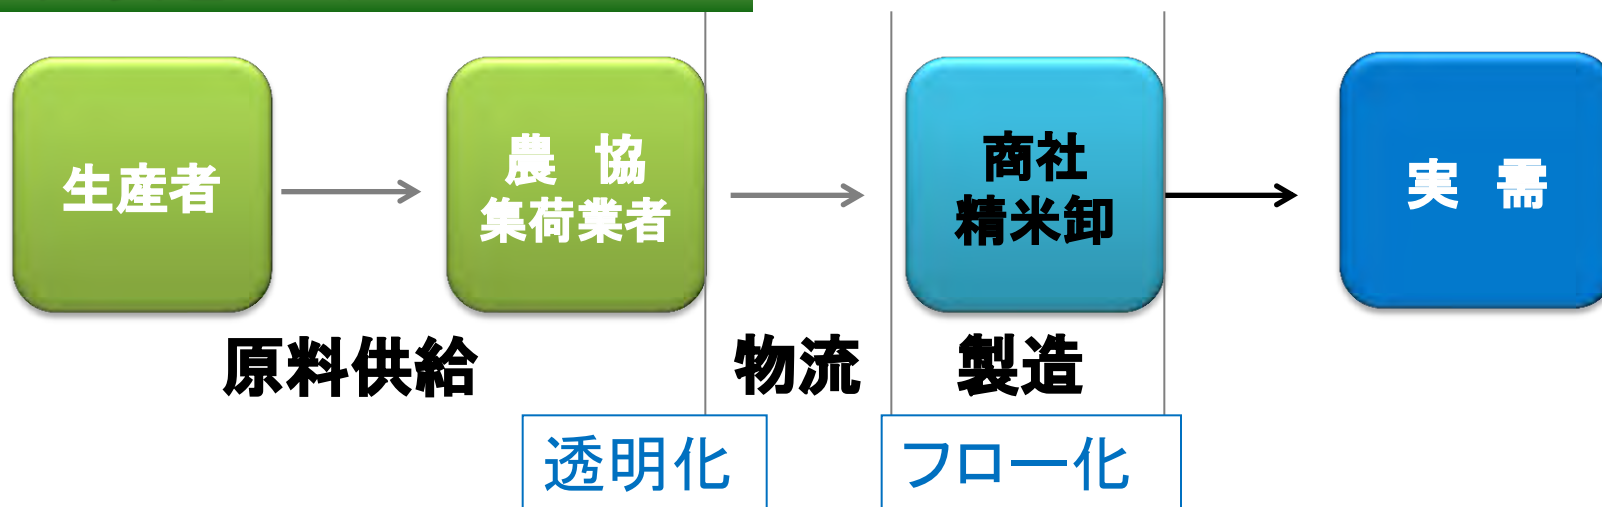 生産者
農　協
集荷業者
商社
精米卸
実　需
原料供給
物流
製造
透明化
フロー化